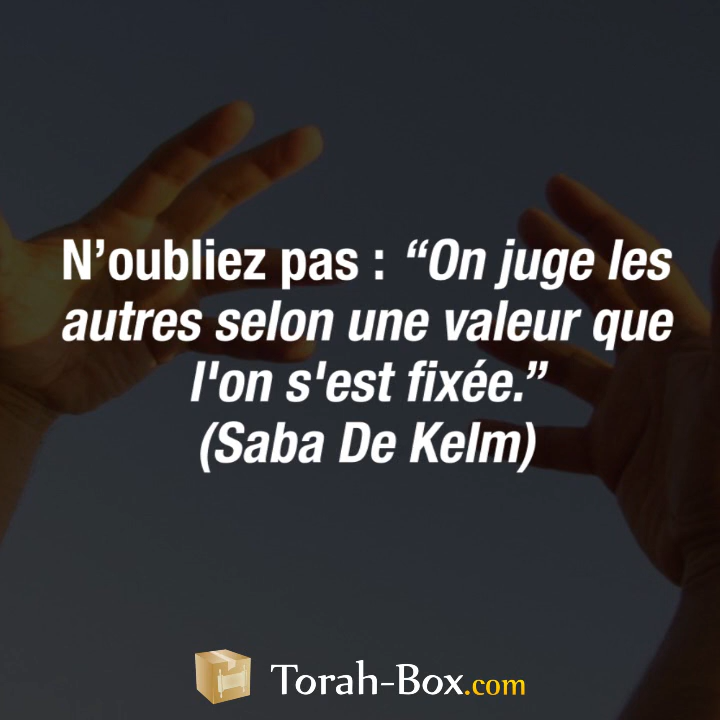 N’oubliez pas : “On juge les
autres selon une valeur que
l'on s'est fixée.”
(Saba De Kelm)
Torah-Box.com